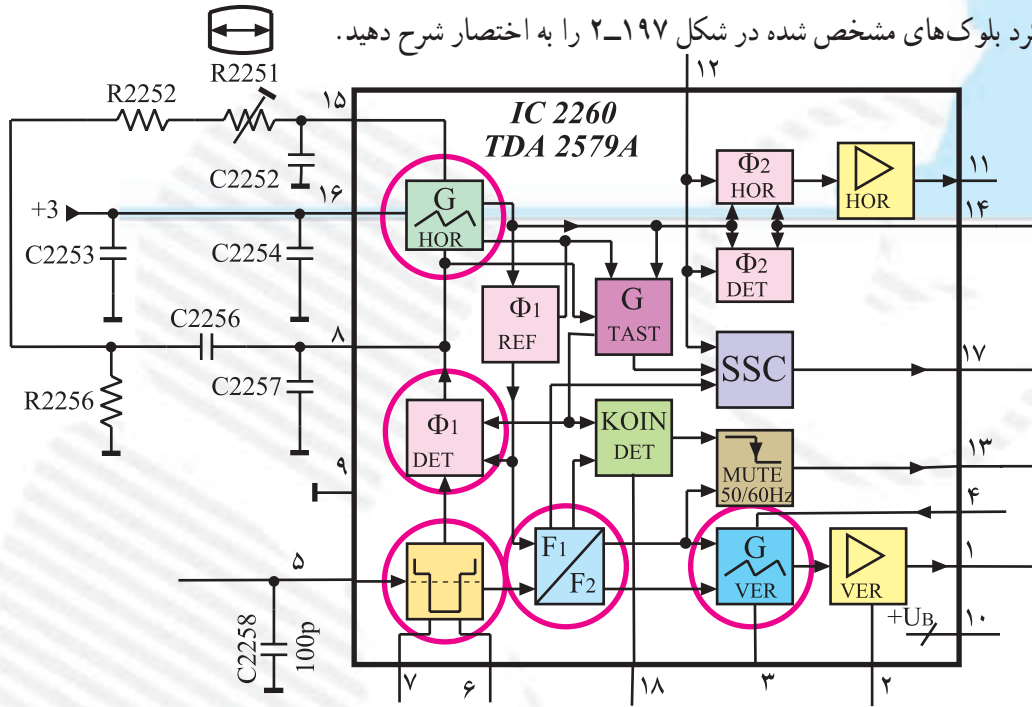 رد بلوک‌های مشخص شده در شکل ۱۹۷ــ۲ را به اختصار شرح دهید.
۱۲
R2251
R2252
۱۵
IC 2260
TDA 2579A
C2252
Φ2
HOR
HOR
۱۱
+3
۱۶
G
HOR
۱۴
C2253
C2254
Φ2
DET
G
TAST
Φ1
REF
C2256
۸
SSC
۱۷
R2256
C2257
Φ1
DET
KOIN
DET
MUTE
50/60Hz
۱۳
۹
۴
۵
F1
F2
G
VER
VER
۱
C2258
100p
+UB
۱۰
۷
۶
۱۸
۳
۲